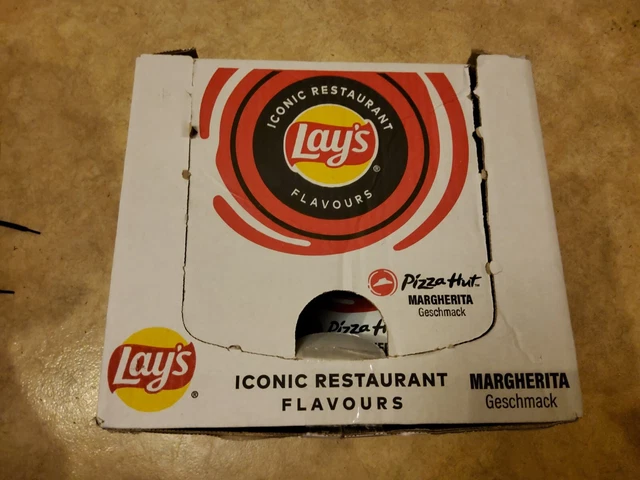 ICONIC RESTAURANT
Lay's
FLAVOURS
Pizza Hut
MARGHERITA
Geschmack
Pizza H
Lay's
ICONIC RESTAURANT
FLAVOURS
MARGHERITA
Geschmack